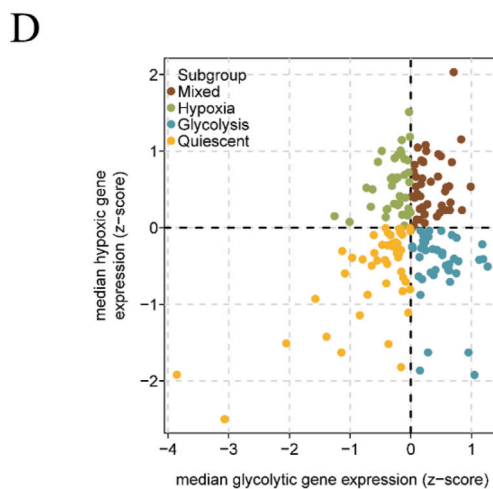 D
Subgroup
Mixed
Hypoxia
Glycolysis
Quiescent
2
1
0
−1
−2
median hypoxic gene
expression (z-score)
−4 −3 −2 −1 0 1
median glycolytic gene expression (z-score)